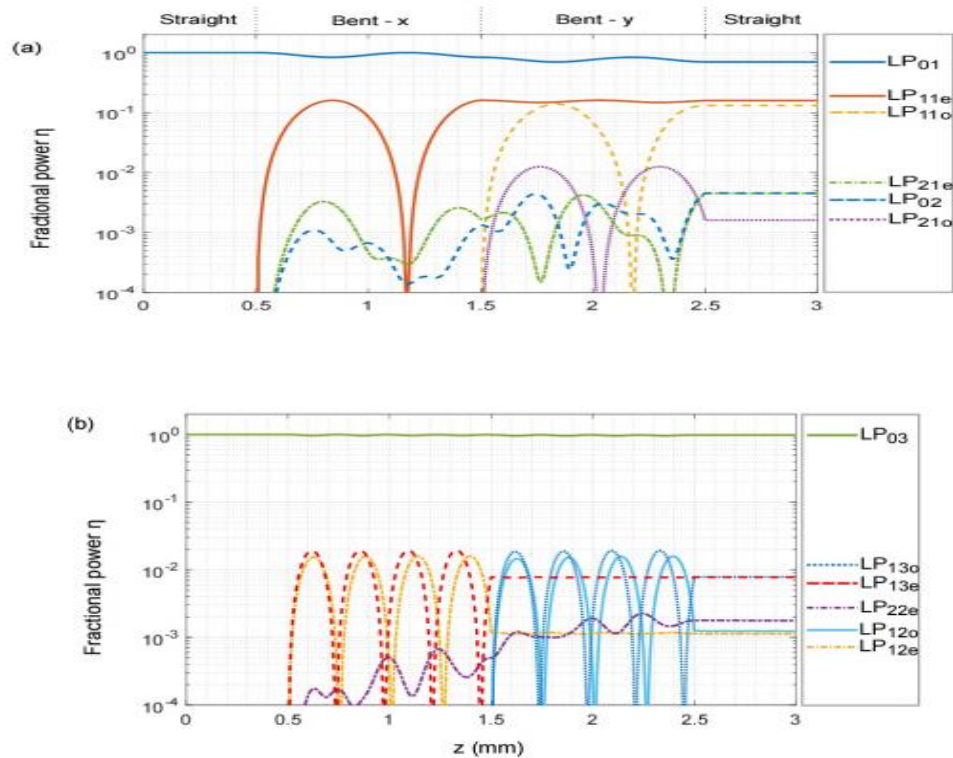 Straight Bent - x Bent - y Straight
(a)
Fractional power η
10^0
10^-1
10^-2
10^-3
10^-4
0 0.5 1 1.5 2 2.5 3
LP01
LP11e
LP11o
LP21e
LP02
LP21o
(b)
Fractional power η
10^0
10^-1
10^-2
10^-3
10^-4
0 0.5 1 1.5 2 2.5 3
z (mm)
LP03
LP13o
LP13e
LP22e
LP12o
LP12e